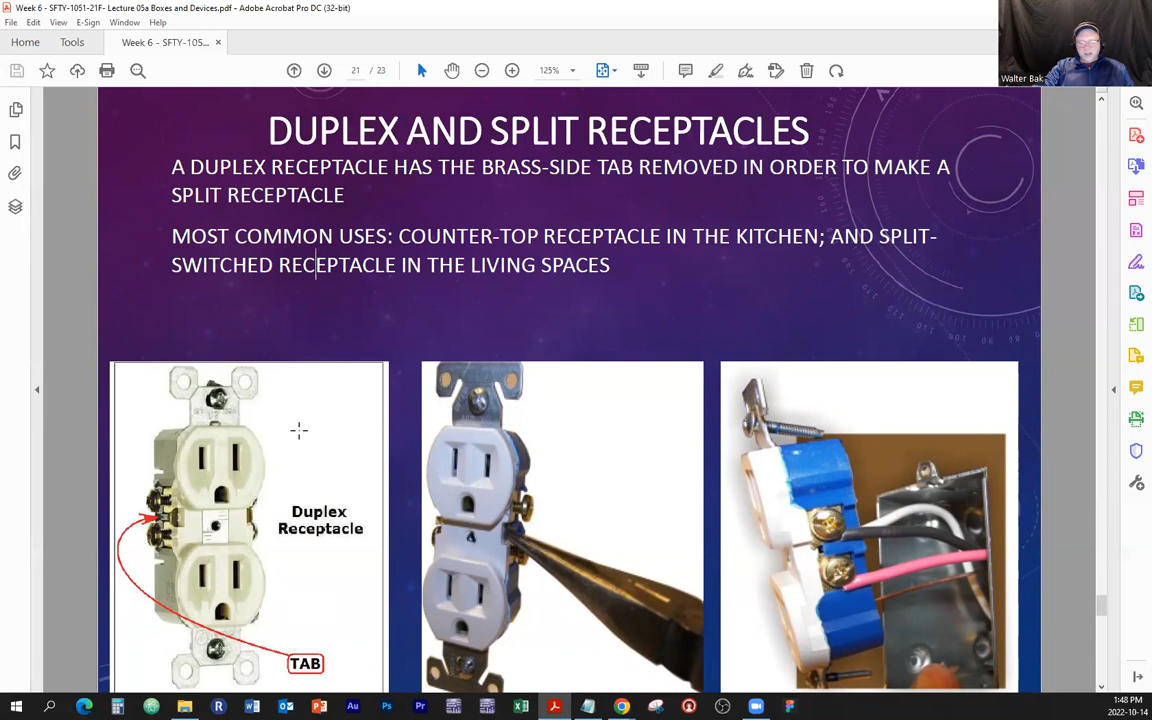 Week 6 - SFTY-1051-21F- Lecture 05a Boxes and Devices.pdf - Adobe Acrobat Pro DC (32-bit)
File Edit View E-Sign Window Help
Home Tools Week 6 - SFTY-105... ×
21 / 23 125%
Walter Bak
DUPLEX AND SPLIT RECEPTACLES
A DUPLEX RECEPTACLE HAS THE BRASS-SIDE TAB REMOVED IN ORDER TO MAKE A
SPLIT RECEPTACLE
MOST COMMON USES: COUNTER-TOP RECEPTACLE IN THE KITCHEN; AND SPLIT-
SWITCHED RECEPTACLE IN THE LIVING SPACES
Duplex
Receptacle
TAB
1:48 PM
2022-10-14